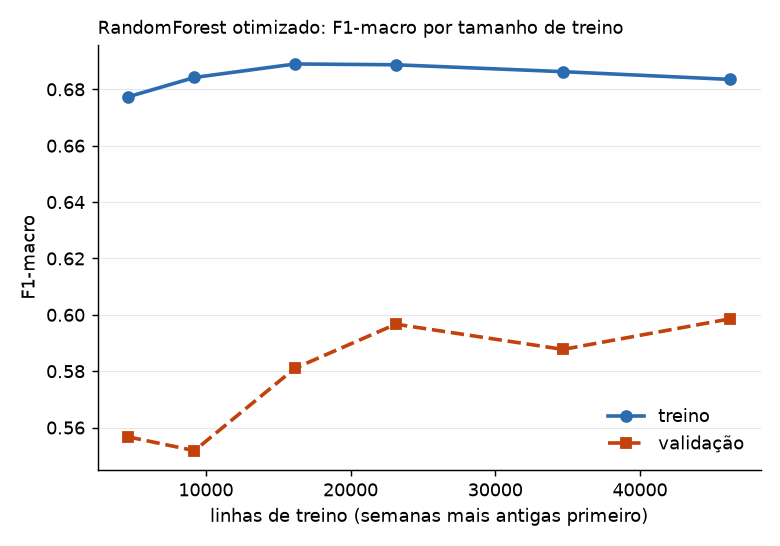 RandomForest otimizado: F1-macro por tamanho de treino
F1-macro
0.68
0.66
0.64
0.62
0.60
0.58
0.56
treino
validação
10000
20000
30000
40000
linhas de treino (semanas mais antigas primeiro)